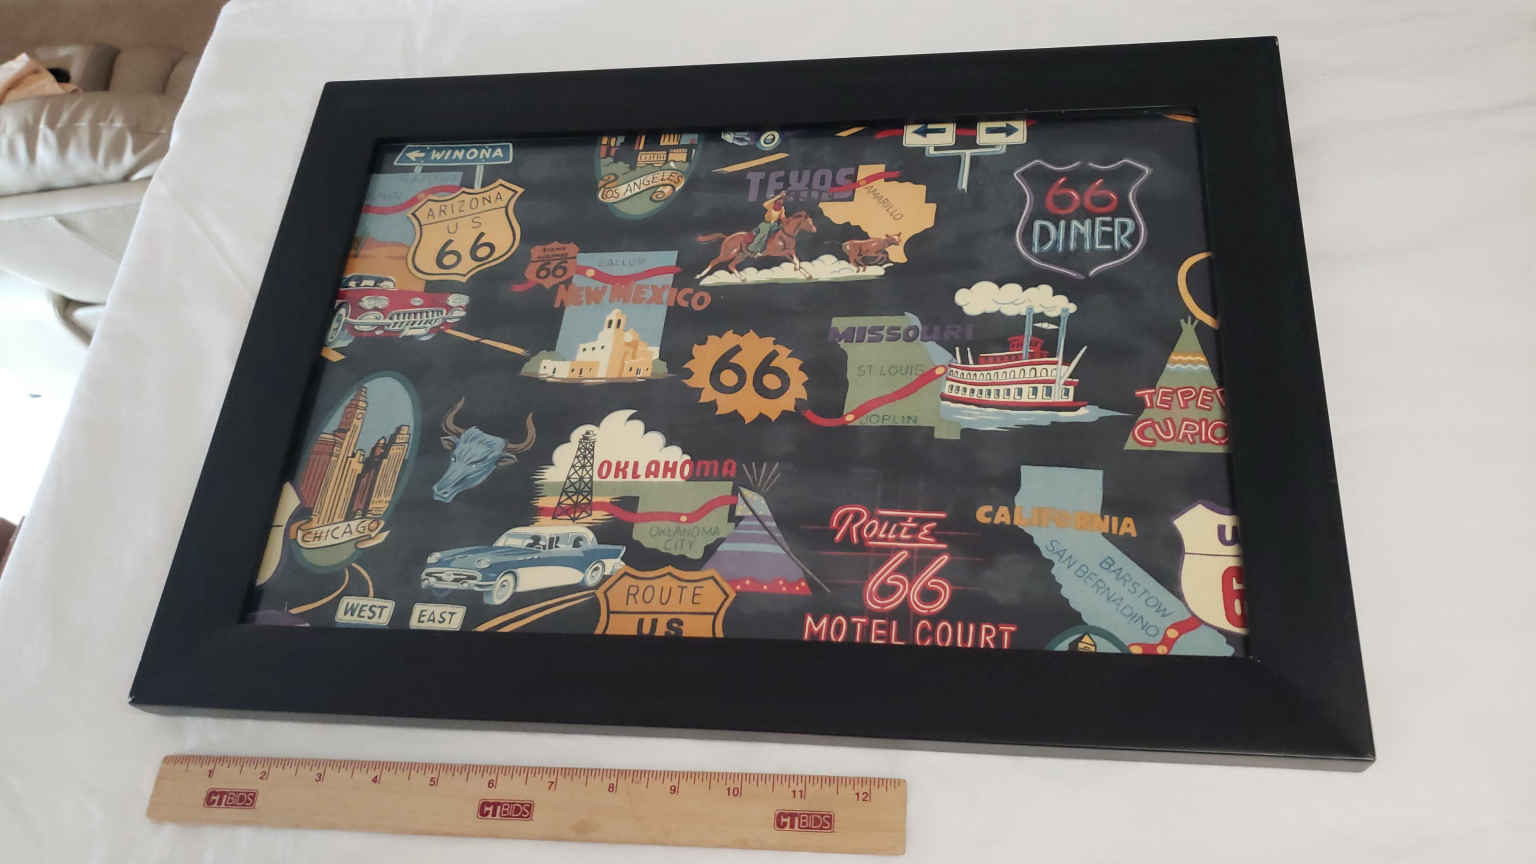 WINONA
ARIZONA
US
66
LOS ANGELES
TEXAS
AMARILLO
66
DINER
66
GALLUP
NEW MEXICO
66
MISSOURI
ST LOUIS
JOPLIN
TEPE
CURIO
CHICAGO
OKLAHOMA
OKLAHOMA
CITY
WEST
EAST
ROUTE
US
ROUTE
66
MOTEL COURT
CALIFORNIA
BARSTOW
SAN BERNADINO
U
6
1 2 3 4 5 6 7 8 9 10 11 12
CTBIDS CTBIDS CTBIDS